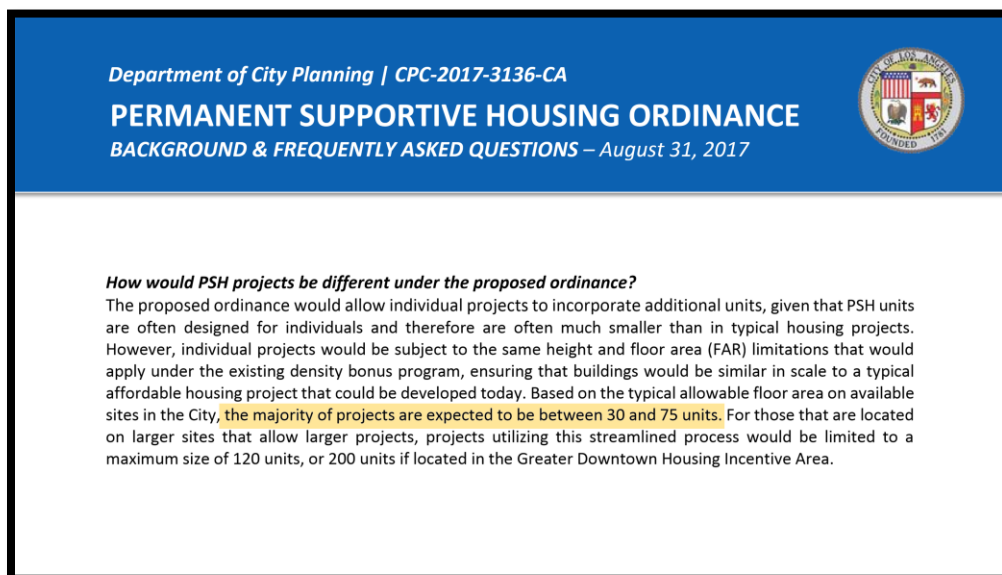 Department of City Planning | CPC-2017-3136-CA
PERMANENT SUPPORTIVE HOUSING ORDINANCE
BACKGROUND & FREQUENTLY ASKED QUESTIONS – August 31, 2017
CITY OF LOS ANGELES
FOUNDED 1781
How would PSH projects be different under the proposed ordinance?
The proposed ordinance would allow individual projects to incorporate additional units, given that PSH units
are often designed for individuals and therefore are often much smaller than in typical housing projects.
However, individual projects would be subject to the same height and floor area (FAR) limitations that would
apply under the existing density bonus program, ensuring that buildings would be similar in scale to a typical
affordable housing project that could be developed today. Based on the typical allowable floor area on available
sites in the City, the majority of projects are expected to be between 30 and 75 units. For those that are located
on larger sites that allow larger projects, projects utilizing this streamlined process would be limited to a
maximum size of 120 units, or 200 units if located in the Greater Downtown Housing Incentive Area.